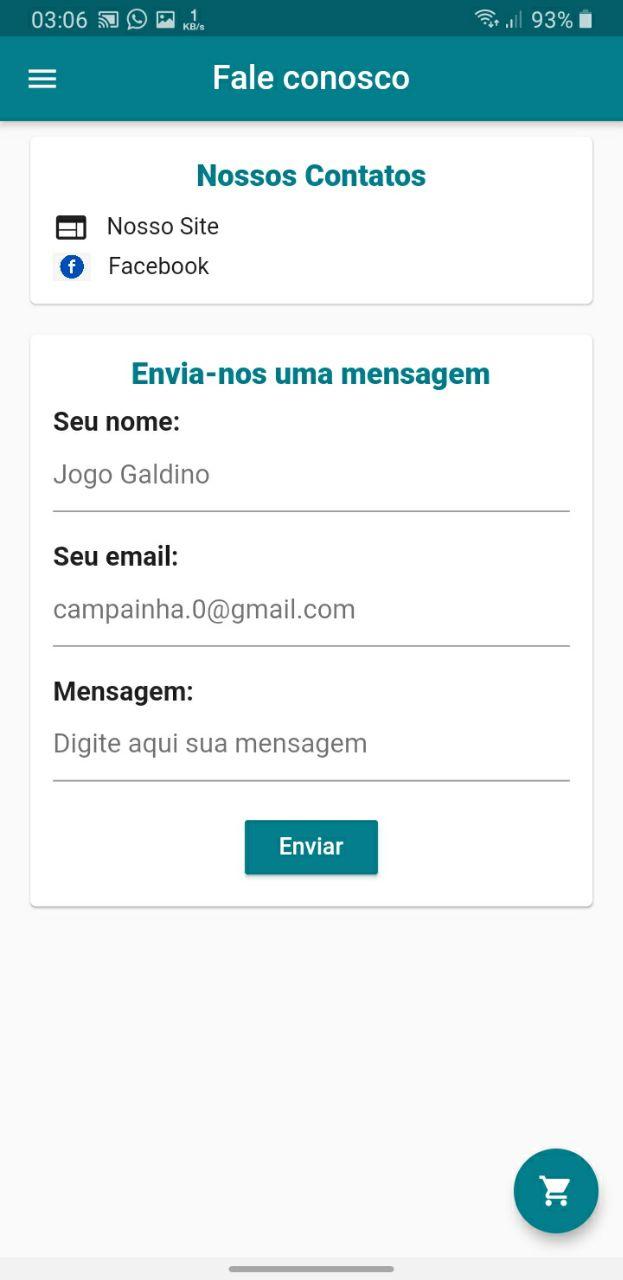 03:06 1 KB/s 93%
Fale conosco
Nossos Contatos
Nosso Site
f Facebook
Envia-nos uma mensagem
Seu nome:
Jogo Galdino
Seu email:
campainha.0@gmail.com
Mensagem:
Digite aqui sua mensagem
Enviar